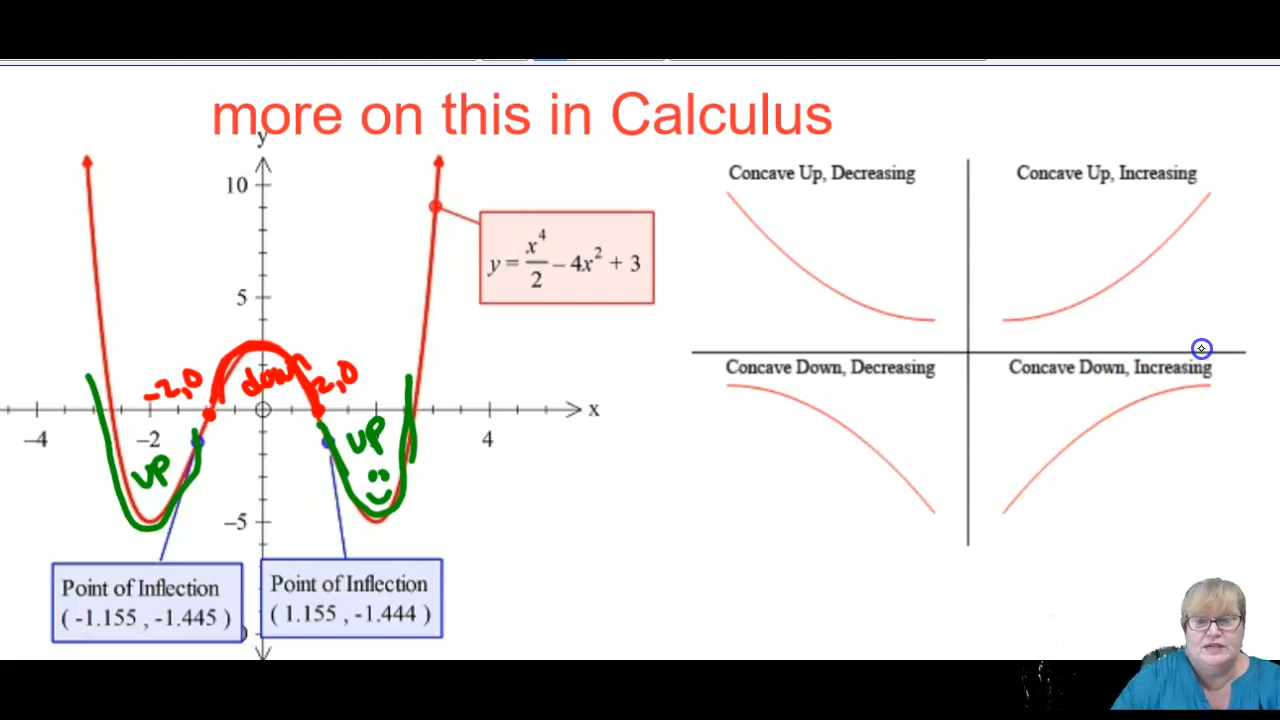 more on this in Calculus
y
10
5
-5
-4
-2
4
x
y = x^4/2 – 4x^2 + 3
-2,0
down
2,0
UP
UP
Point of Inflection
( -1.155 , -1.445 )
Point of Inflection
( 1.155 , -1.444 )
Concave Up, Decreasing
Concave Up, Increasing
Concave Down, Decreasing
Concave Down, Increasing